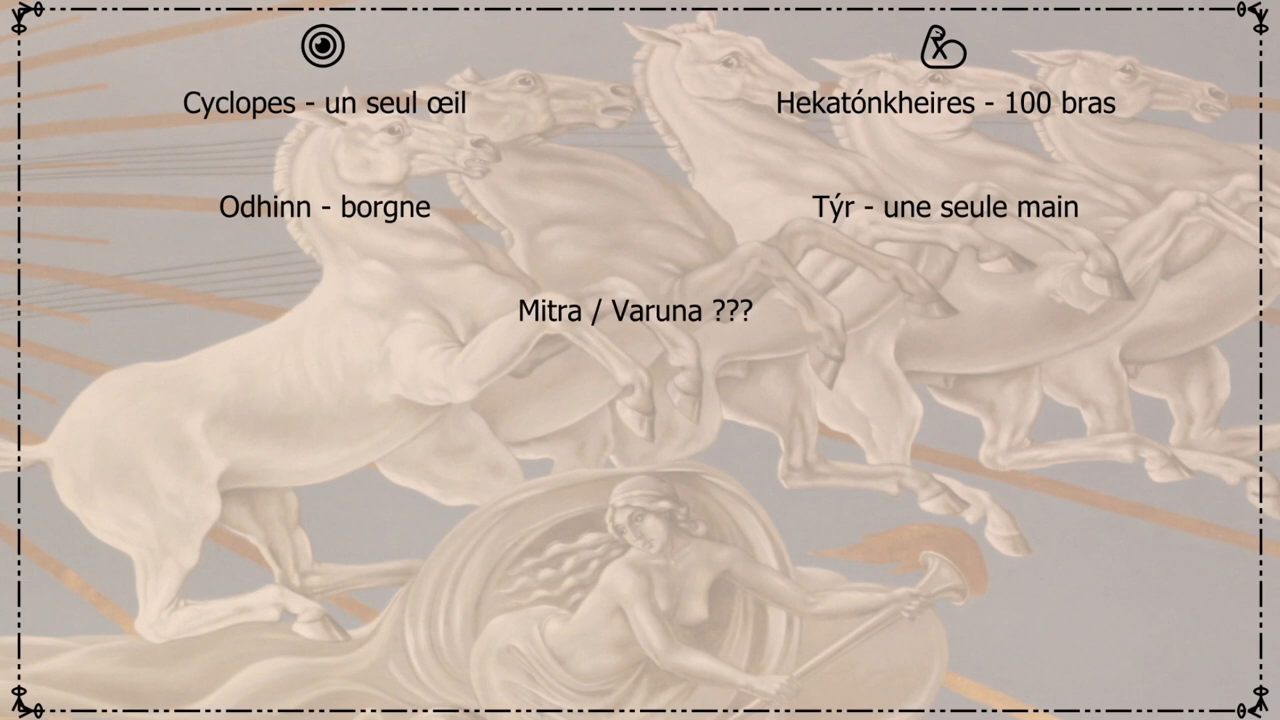 Cyclopes - un seul œil
Hekatónkheires - 100 bras
Odhinn - borgne
Týr - une seule main
Mitra / Varuna ???